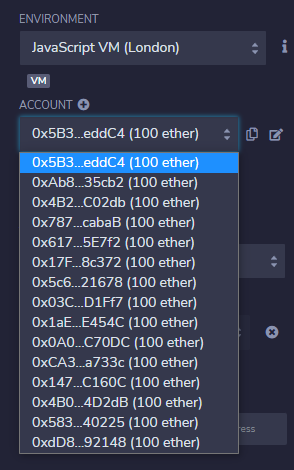 ENVIRONMENT
JavaScript VM (London)
VM
ACCOUNT
0x5B3...eddC4 (100 ether)
0x5B3...eddC4 (100 ether)
0xAb8...35cb2 (100 ether)
0x4B2...C02db (100 ether)
0x787...cabaB (100 ether)
0x617...5E7f2 (100 ether)
0x17F...8c372 (100 ether)
0x5c6...21678 (100 ether)
0x03C...D1Ff7 (100 ether)
0x1aE...E454C (100 ether)
0x0A0...C70DC (100 ether)
0xCA3...a733c (100 ether)
0x147...C160C (100 ether)
0x4B0...4D2dB (100 ether)
0x583...40225 (100 ether)
0xdD8...92148 (100 ether)